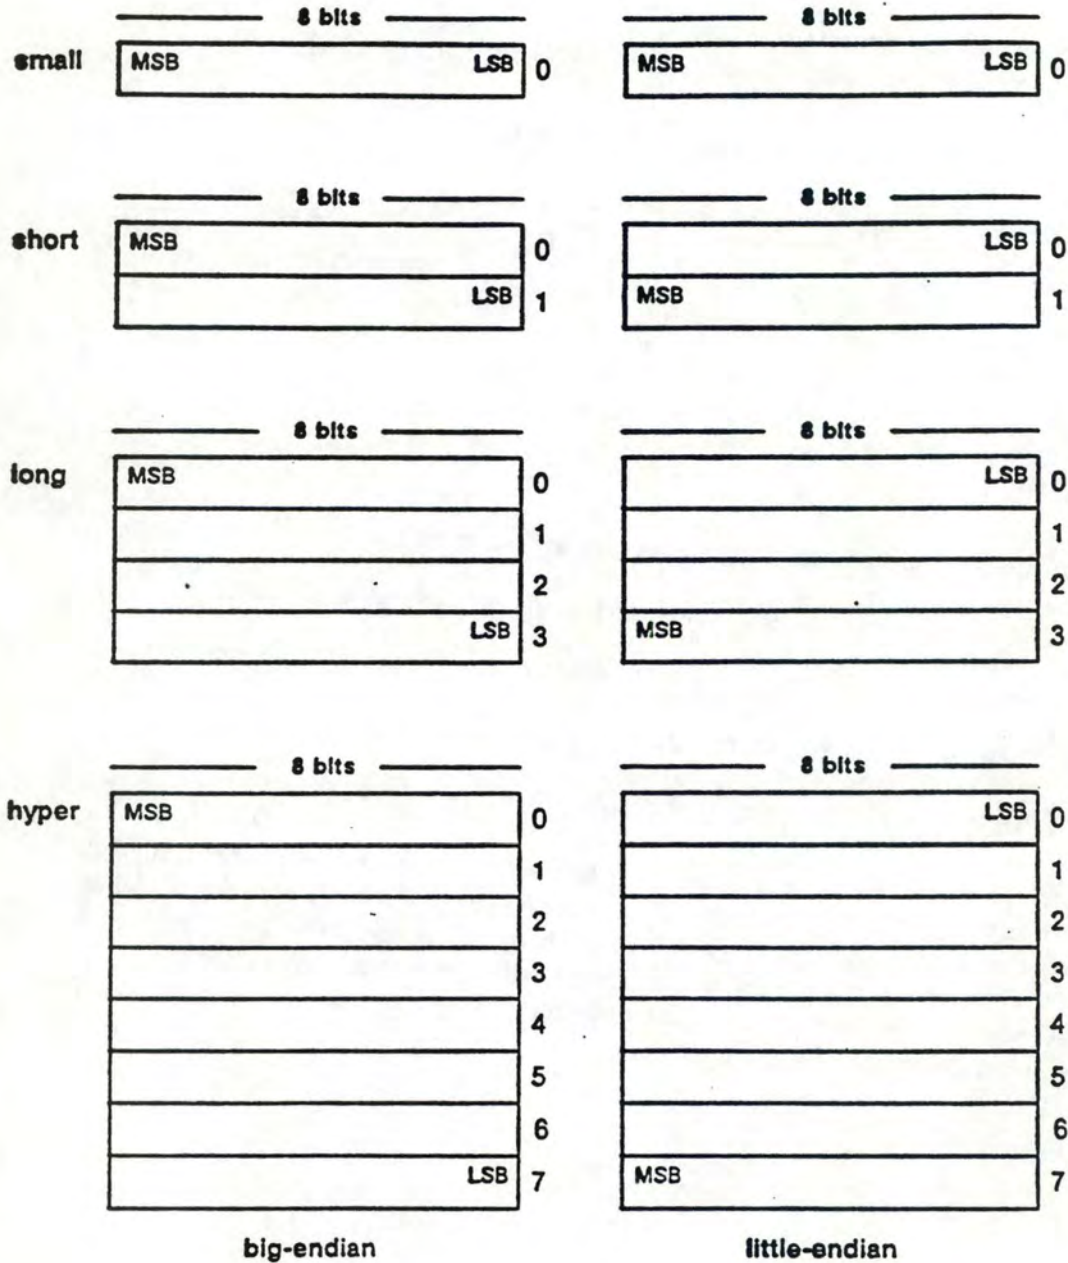 8 bits 8 bits
small MSB LSB 0 MSB LSB 0
8 bits 8 bits
short MSB 0 LSB 0
LSB 1 MSB 1
8 bits 8 bits
long MSB 0 LSB 0
1 1
2 2
LSB 3 MSB 3
8 bits 8 bits
hyper MSB 0 LSB 0
1 1
2 2
3 3
4 4
5 5
6 6
LSB 7 MSB 7
big-endian little-endian